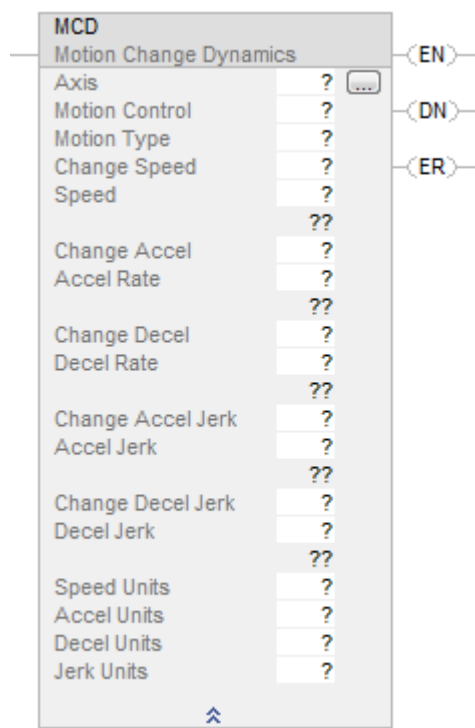 MCD
Motion Change Dynamics (EN)
Axis ? ...
Motion Control ? (DN)
Motion Type ?
Change Speed ? (ER)
Speed ?
??
Change Accel ?
Accel Rate ?
??
Change Decel ?
Decel Rate ?
??
Change Accel Jerk ?
Accel Jerk ?
??
Change Decel Jerk ?
Decel Jerk ?
??
Speed Units ?
Accel Units ?
Decel Units ?
Jerk Units ?